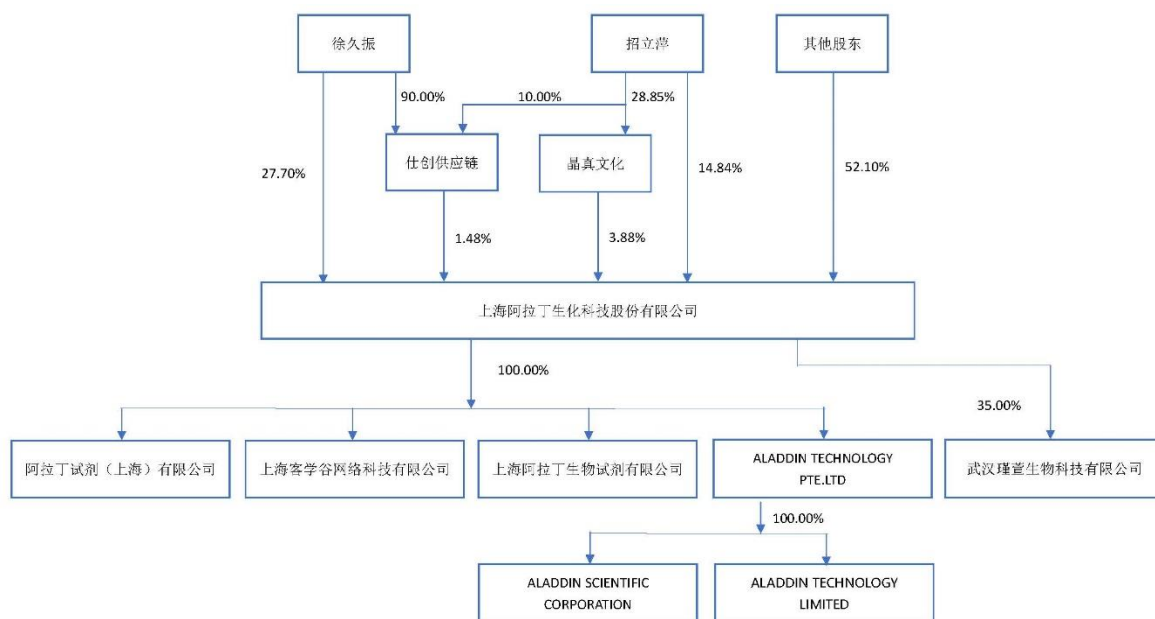 徐久振
招立萍
其他股东
90.00%
10.00%
28.85%
仕创供应链
晶真文化
27.70%
14.84%
52.10%
1.48%
3.88%
上海阿拉丁生化科技股份有限公司
100.00%
35.00%
阿拉丁试剂（上海）有限公司
上海客学谷网络科技有限公司
上海阿拉丁生物试剂有限公司
ALADDIN TECHNOLOGY
PTE.LTD
武汉瑾萱生物科技有限公司
100.00%
ALADDIN SCIENTIFIC
CORPORATION
ALADDIN TECHNOLOGY
LIMITED